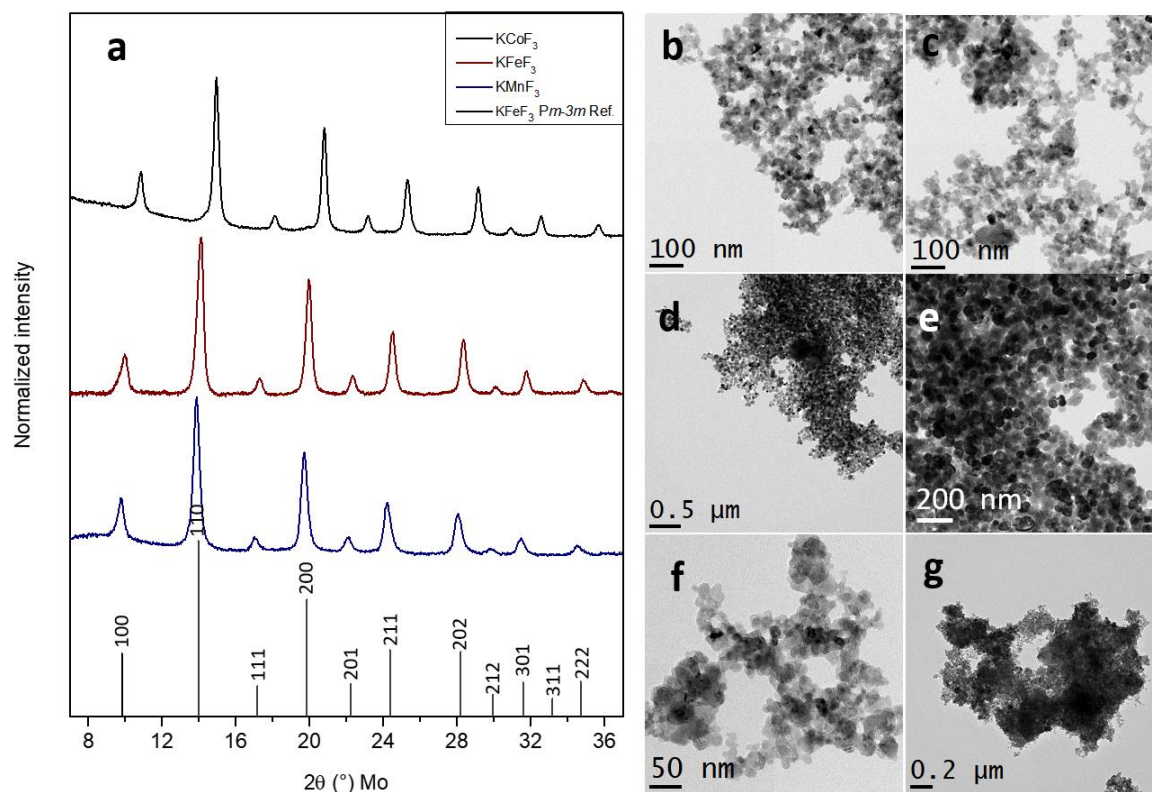 a
KCoF₃
KFeF₃
KMnF₃
KFeF₃ Pm-3m Ref.
Normalized intensity
100
110
111
200
201
211
202
212
301
311
222
8 12 16 20 24 28 32 36
2θ (°) Mo
b
100 nm
c
100 nm
d
0.5 µm
e
200 nm
f
50 nm
g
0.2 µm